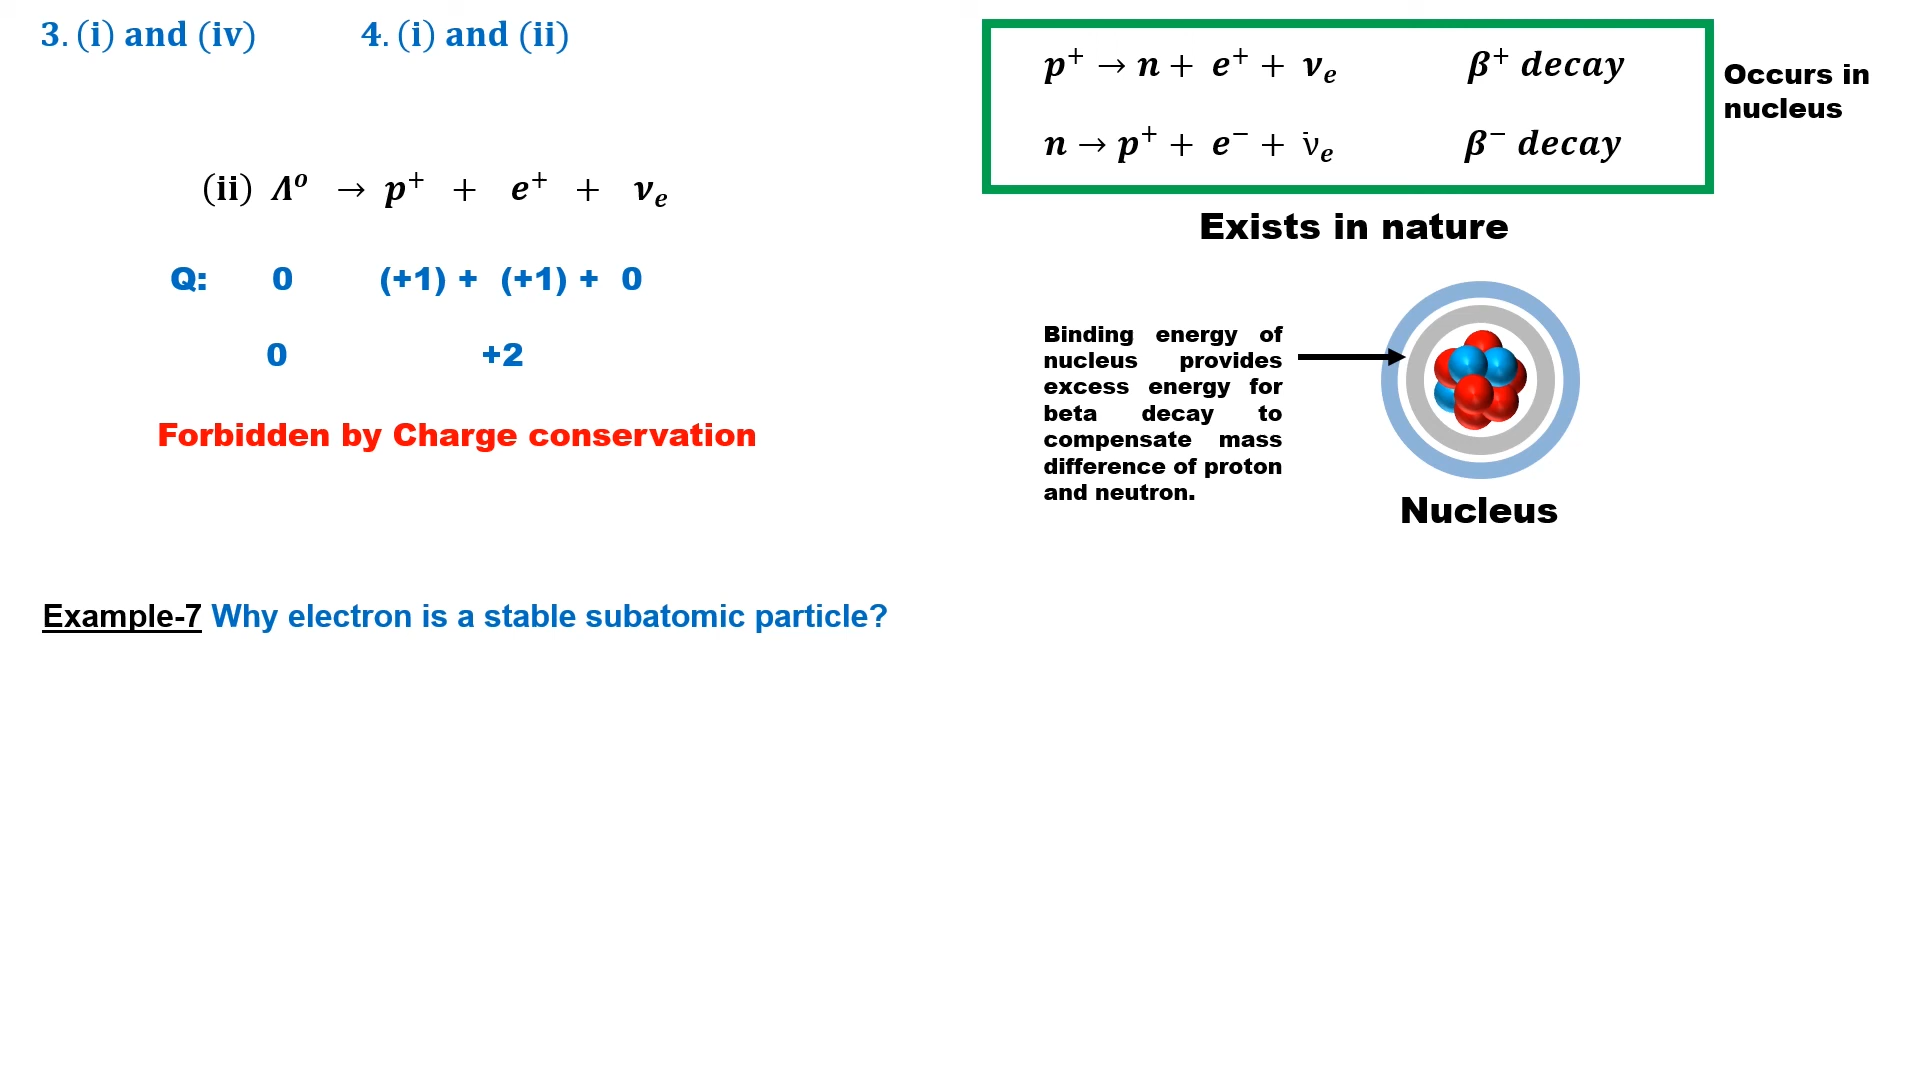 3. (i) and (iv) 4. (i) and (ii)
(ii) Λᵒ → p⁺ + e⁺ + νₑ
Q: 0 (+1) + (+1) + 0
0 +2
Forbidden by Charge conservation
p⁺ → n + e⁺ + νₑ β⁺ decay
n → p⁺ + e⁻ + ν̄ₑ β⁻ decay
Occurs in
nucleus
Exists in nature
Binding energy of
nucleus provides
excess energy for
beta decay to
compensate mass
difference of proton
and neutron.
Nucleus
Example-7 Why electron is a stable subatomic particle?